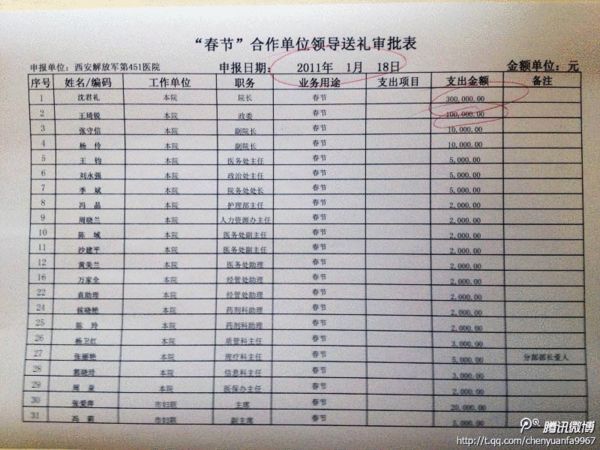 “春节”合作单位领导送礼审批表
申报单位：西安解放军第451医院 申报日期： 2011年 1月 18日 金额单位：元
序号 姓名/编码 工作单位 职务 业务用途 支出项目 支出金额 备注
1 沈君礼 本院 院长 春节 300,000.00
2 王琦锐 本院 政委 春节 100,000.00
3 张守信 本院 副院长 春节 10,000.00
4 杨伶 本院 副院长 春节 10,000.00
5 王钧 本院 医务处主任 春节 5,000.00
6 刘永强 本院 政治处主任 春节 5,000.00
7 李斌 本院 院务处处长 春节 5,000.00
8 冯晶 本院 护理部主任 春节 2,000.00
9 周晓兰 本院 人力资源办主任 春节 2,000.00
10 陈 本院 医务处副主任 春节 2,000.00
11 沙建平 本院 医务处副主任 春节 2,000.00
12 黄美兰 本院 医务处助理 春节 2,000.00
16 万家全 本院 经管处助理 春节 2,000.00
22 袁助理 本院 经管处助理 春节 2,000.00
24 本院 药剂科助理 春节 2,000.00
25 陈玲 本院 药剂科助理 春节 2,000.00
26 杨卫红 本院 质管科主任 春节 3,000.00
27 张丽艳 本院 理疗科主任 春节 5,000.00 分部部长爱人
28 郭晓玲 本院 信息科主任 春节 3,000.00
29 本院 医保办主任 春节 2,000.00
30 张爱萍 市妇联 主席 春节 20,000.00
31 冯莉 市妇联 副主席 春节 5,000.00
腾讯微博
http://t.qq.com/chenyuanfa9967